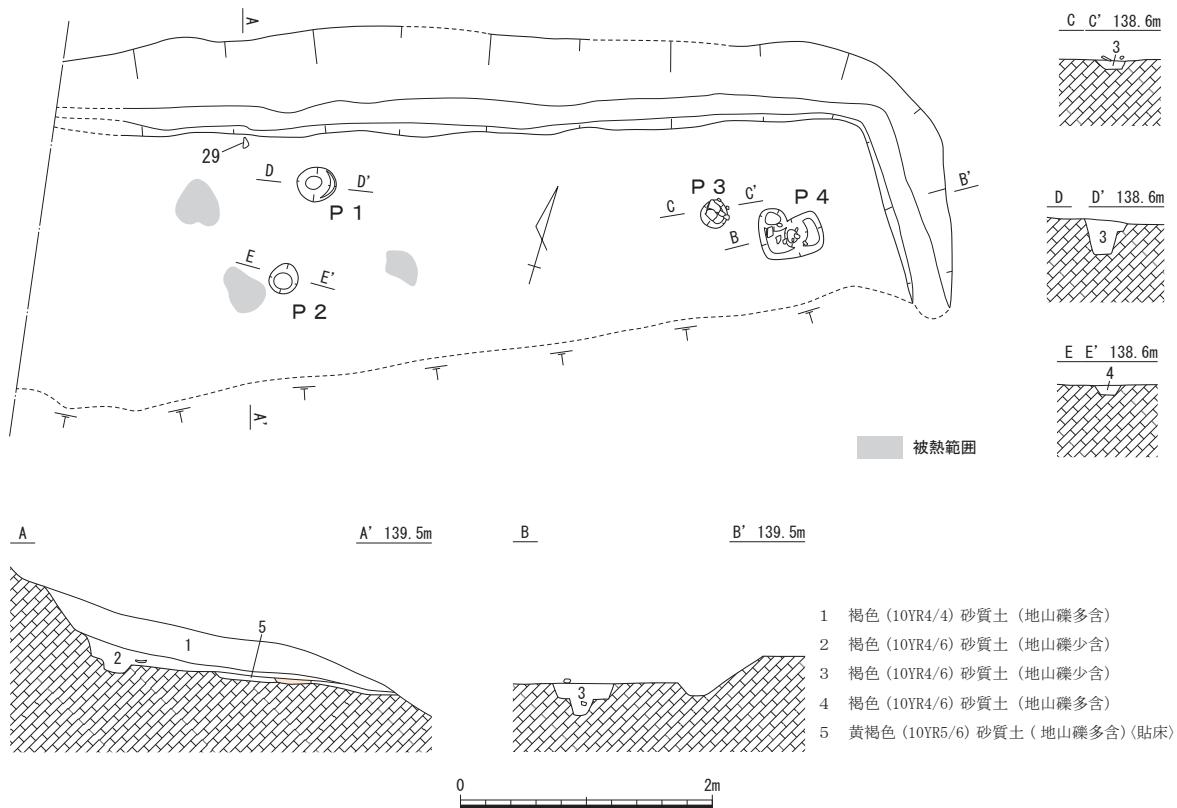 A
C C' 138.6m
3
29
D
D'
P 1
P 3
C
C'
P 4
B
B'
D D' 138.6m
3
E
E'
P 2
E E' 138.6m
4
A'
被熱範囲
A
A' 139.5m
B
B' 139.5m
5
1
2
3
1 褐色 (10YR4/4) 砂質土 (地山礫多含)
2 褐色 (10YR4/6) 砂質土 (地山礫少含)
3 褐色 (10YR4/6) 砂質土 (地山礫少含)
4 褐色 (10YR4/6) 砂質土 (地山礫多含)
5 黄褐色 (10YR5/6) 砂質土 ( 地山礫多含)〈貼床〉
0 2m